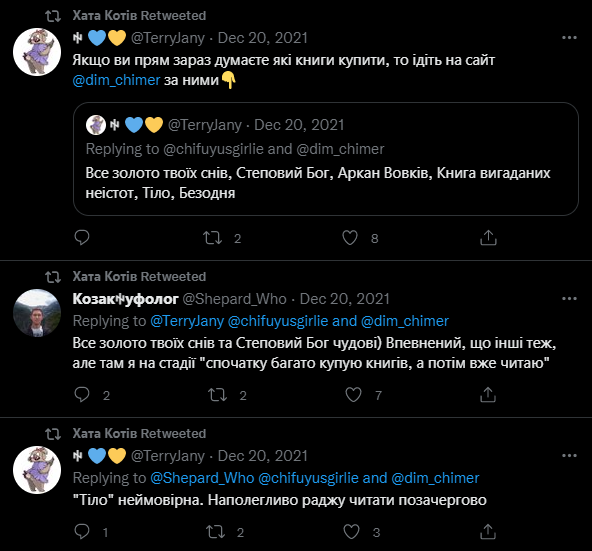 Хата Котів Retweeted
💙💛 @TerryJany · Dec 20, 2021
Якщо ви прям зараз думаєте які книги купити, то ідіть на сайт
@dim_chimer за ними👇
💙💛 @TerryJany · Dec 20, 2021
Replying to @chifuyusgirlie and @dim_chimer
Все золото твоїх снів, Степовий Бог, Аркан Вовків, Книга вигаданих
неістот, Тіло, Безодня
2 8
Хата Котів Retweeted
Козак⚕уфолог @Shepard_Who · Dec 20, 2021
Replying to @TerryJany @chifuyusgirlie and @dim_chimer
Все золото твоїх снів та Степовий Бог чудові) Впевнений, що інші теж,
але там я на стадії "спочатку багато купую книгів, а потім вже читаю"
2 2 7
Хата Котів Retweeted
💙💛 @TerryJany · Dec 20, 2021
Replying to @Shepard_Who @chifuyusgirlie and @dim_chimer
"Тіло" неймовірна. Наполегливо раджу читати позачергово
1 2 3